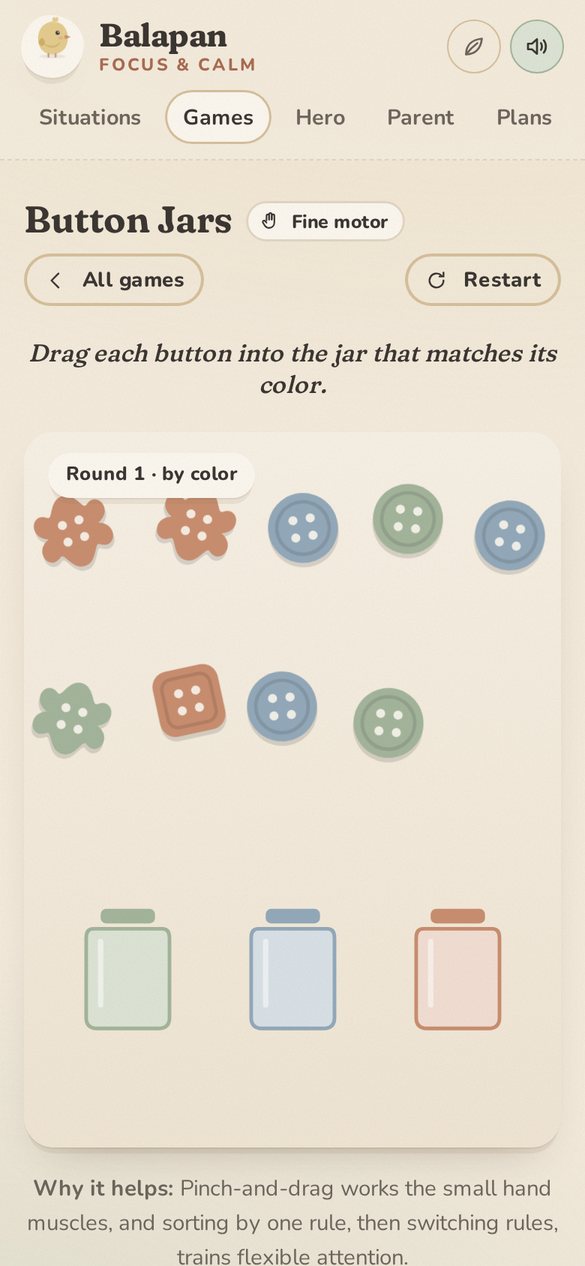 Balapan
FOCUS & CALM
Situations
Games
Hero
Parent
Plans
Button Jars
Fine motor
All games
Restart
Drag each button into the jar that matches its
color.
Round 1 · by color
Why it helps: Pinch-and-drag works the small hand
muscles, and sorting by one rule, then switching rules,
trains flexible attention.